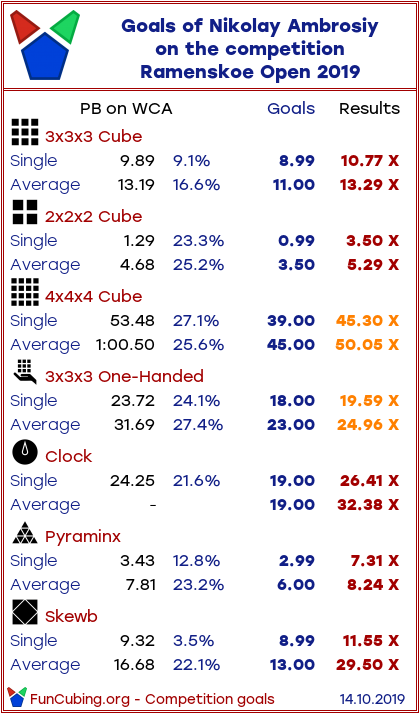 Goals of Nikolay Ambrosiy
on the competition
Ramenskoe Open 2019
PB on WCA Goals Results
3x3x3 Cube
Single 9.89 9.1% 8.99 10.77 X
Average 13.19 16.6% 11.00 13.29 X
2x2x2 Cube
Single 1.29 23.3% 0.99 3.50 X
Average 4.68 25.2% 3.50 5.29 X
4x4x4 Cube
Single 53.48 27.1% 39.00 45.30 X
Average 1:00.50 25.6% 45.00 50.05 X
3x3x3 One-Handed
Single 23.72 24.1% 18.00 19.59 X
Average 31.69 27.4% 23.00 24.96 X
Clock
Single 24.25 21.6% 19.00 26.41 X
Average - 19.00 32.38 X
Pyraminx
Single 3.43 12.8% 2.99 7.31 X
Average 7.81 23.2% 6.00 8.24 X
Skewb
Single 9.32 3.5% 8.99 11.55 X
Average 16.68 22.1% 13.00 29.50 X
FunCubing.org - Competition goals 14.10.2019